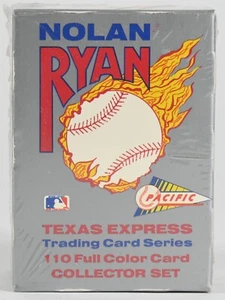 NOLAN
RYAN
PACIFIC
TEXAS EXPRESS
Trading Card Series
110 Full Color Card
COLLECTOR SET